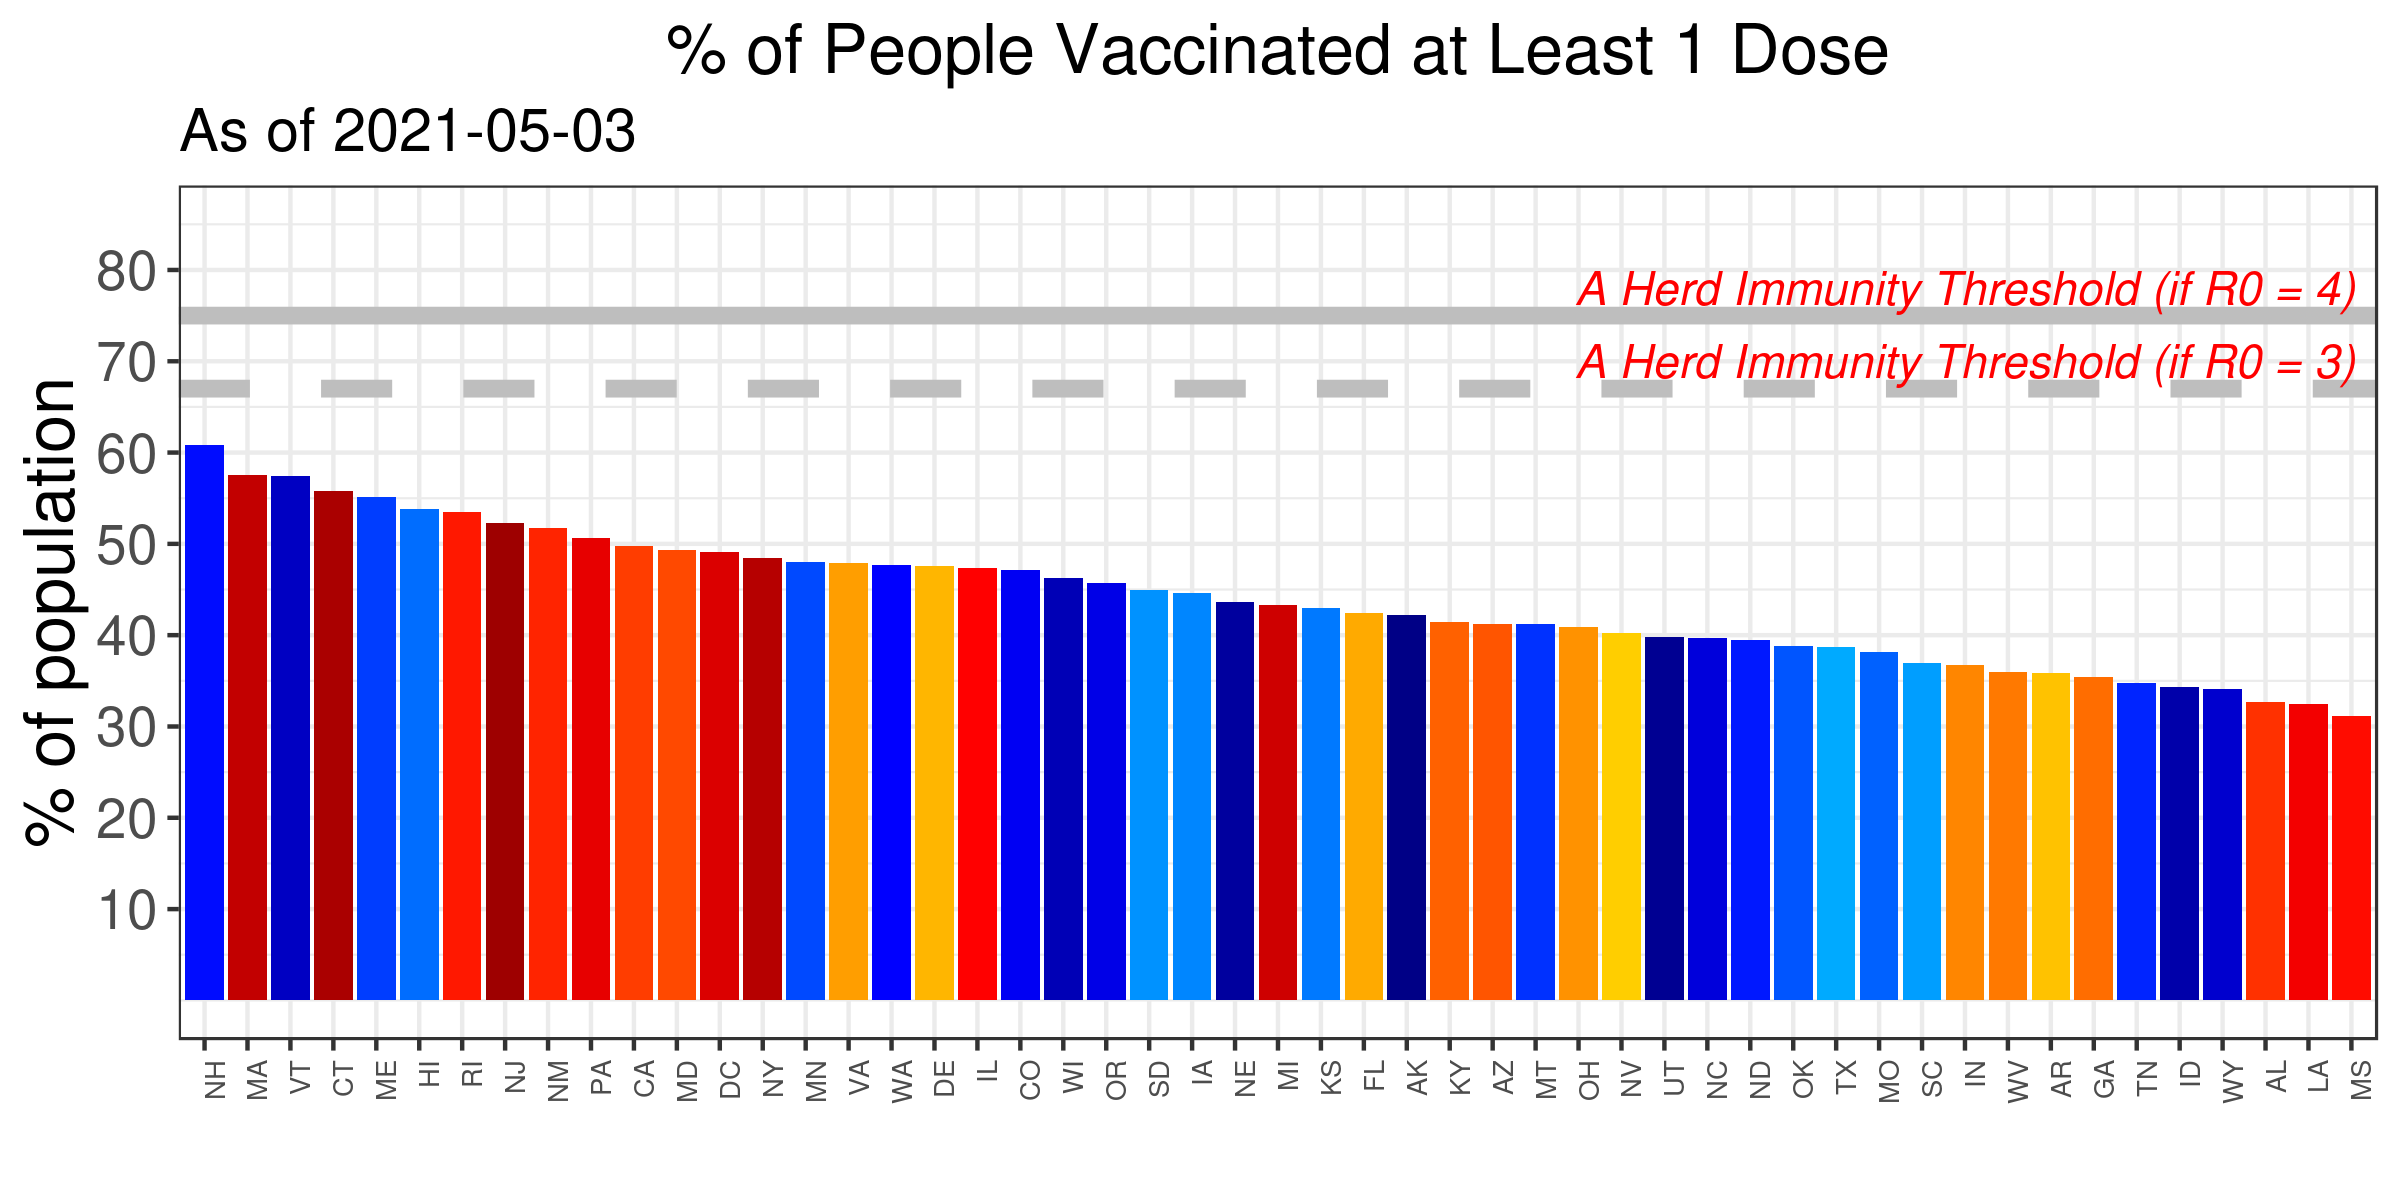 % of People Vaccinated at Least 1 Dose
As of 2021-05-03
% of population
80
70
60
50
40
30
20
10
A Herd Immunity Threshold (if R0 = 4)
A Herd Immunity Threshold (if R0 = 3)
NH MA VT CT ME HI RI NJ NM PA CA MD DC NY MN VA WA DE IL CO WI OR SD IA NE MI KS FL AK KY AZ MT OH NV UT NC ND OK TX MO SC IN WV AR GA TN ID WY AL LA MS